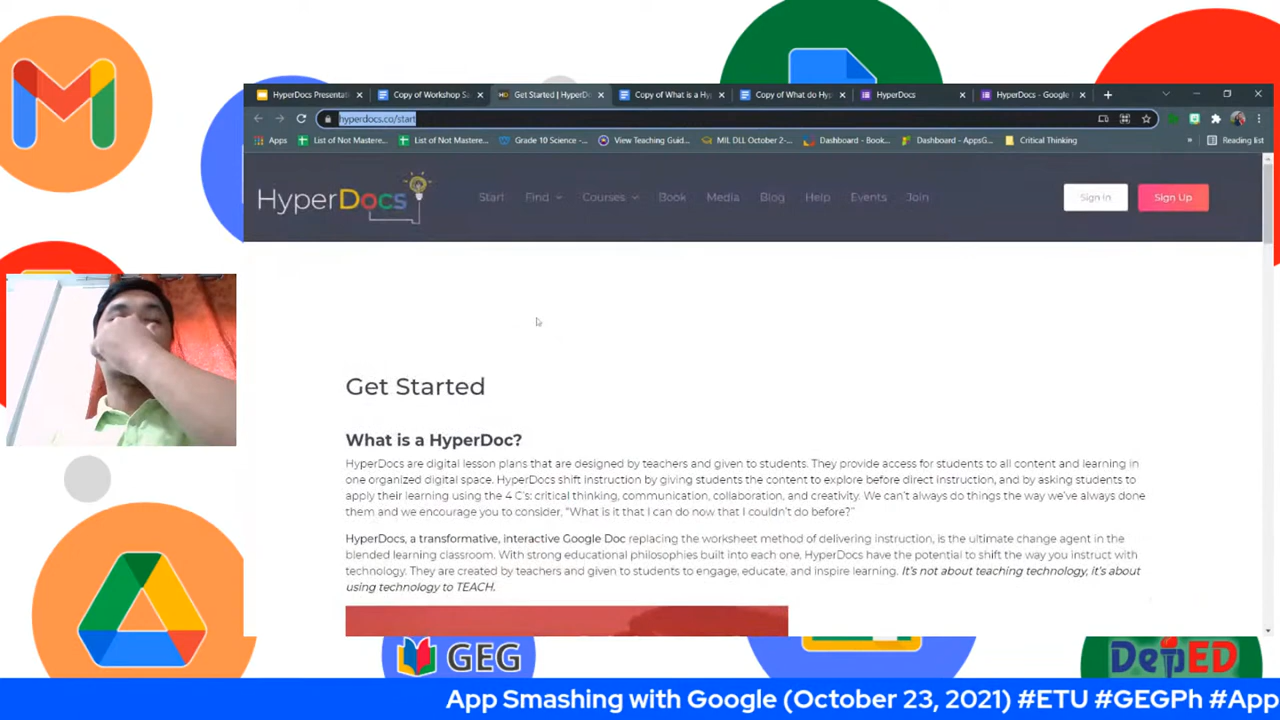 HyperDocs Presentati
Copy of Workshop S
Get Started | HyperDo
Copy of What is a Hy
Copy of What do Hy
HyperDocs
HyperDocs - Google
hyperdocs.co/start
Apps
List of Not Mastere...
List of Not Mastere...
Grade 10 Science -...
View Teaching Guid...
MIL DLL October 2-...
Dashboard - Book...
Dashboard - AppsG...
Critical Thinking
»
Reading list
HyperDocs
Start
Find
Courses
Book
Media
Blog
Help
Events
Join
Sign In
Sign Up
Get Started
What is a HyperDoc?
HyperDocs are digital lesson plans that are designed by teachers and given to students. They provide access for students to all content and learning in
one organized digital space. HyperDocs shift instruction by giving students the content to explore before direct instruction, and by asking students to
apply their learning using the 4 C's: critical thinking, communication, collaboration, and creativity. We can't always do things the way we've always done
them and we encourage you to consider, "What is it that I can do now that I couldn't do before?"
HyperDocs, a transformative, interactive Google Doc replacing the worksheet method of delivering instruction, is the ultimate change agent in the
blended learning classroom. With strong educational philosophies built into each one, HyperDocs have the potential to shift the way you instruct with
technology. They are created by teachers and given to students to engage, educate, and inspire learning. It's not about teaching technology, it's about
using technology to TEACH.
GEG
DepED
App Smashing with Google (October 23, 2021) #ETU #GEGPh #App